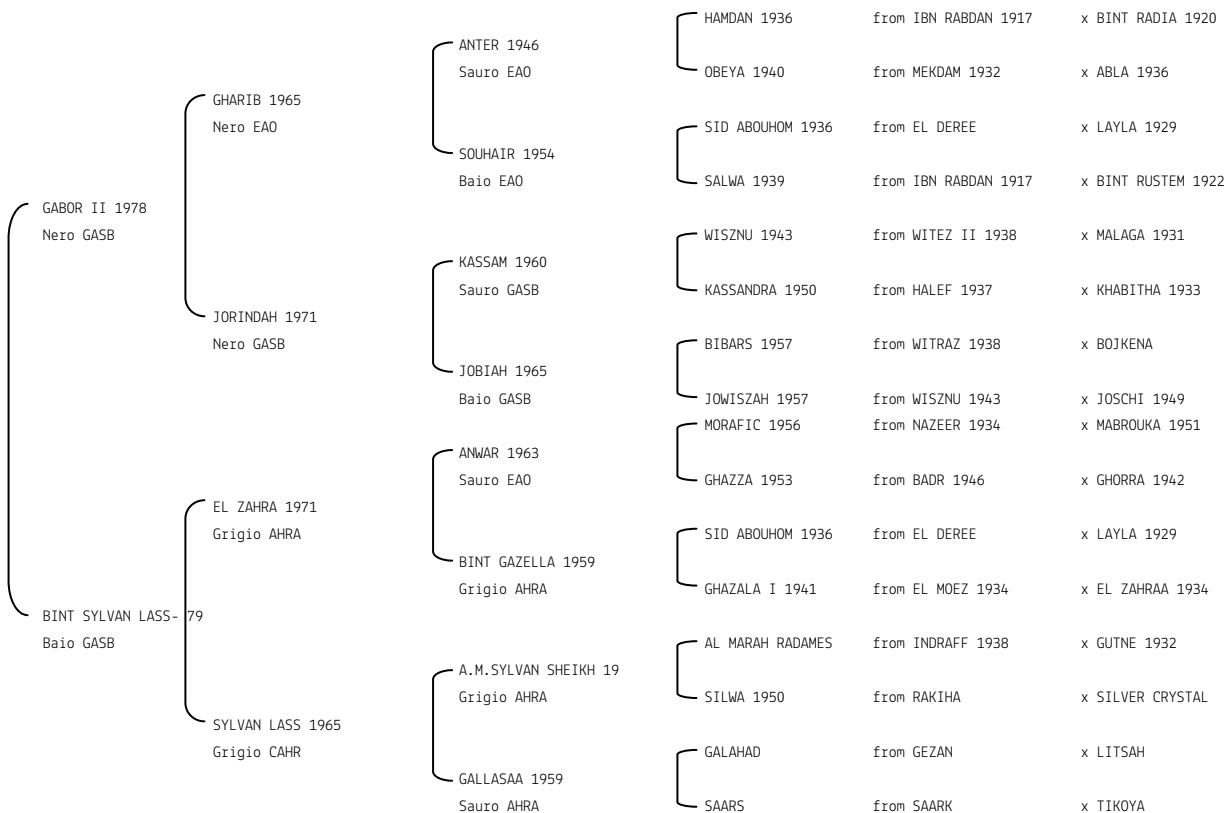 HAMDAN 1936 from IBN RABDAN 1917 x BINT RADIA 1920
ANTER 1946
Sauro EAO OBEYA 1940 from MEKDAM 1932 x ABLA 1936
GHARIB 1965
Nero EAO SID ABOUHOM 1936 from EL DEREE x LAYLA 1929
SOUHAIR 1954
Baio EAO SALWA 1939 from IBN RABDAN 1917 x BINT RUSTEM 1922
GABOR II 1978
Nero GASB WISZNU 1943 from WITEZ II 1938 x MALAGA 1931
KASSAM 1960
Sauro GASB KASSANDRA 1950 from HALEF 1937 x KHABITHA 1933
JORINDAH 1971
Nero GASB BIBARS 1957 from WITRAZ 1938 x BOJKENA
JOBIAH 1965
Baio GASB JOWISZAH 1957 from WISZNU 1943 x JOSCHI 1949
MORAFIC 1956 from NAZEER 1934 x MABROUKA 1951
ANWAR 1963
Sauro EAO GHAZZA 1953 from BADR 1946 x GHORRA 1942
EL ZAHRA 1971
Grigio AHRA SID ABOUHOM 1936 from EL DEREE x LAYLA 1929
BINT GAZELLA 1959
Grigio AHRA GHAZALA I 1941 from EL MOEZ 1934 x EL ZAHRAA 1934
BINT SYLVAN LASS- 79
Baio GASB AL MARAH RADAMES from INDRAFF 1938 x GUTNE 1932
A.M.SYLVAN SHEIKH 19
Grigio AHRA SILWA 1950 from RAKIHA x SILVER CRYSTAL
SYLVAN LASS 1965
Grigio CAHR GALAHAD from GEZAN x LITSAH
GALLASAA 1959
Sauro AHRA SAARS from SAARK x TIKOYA